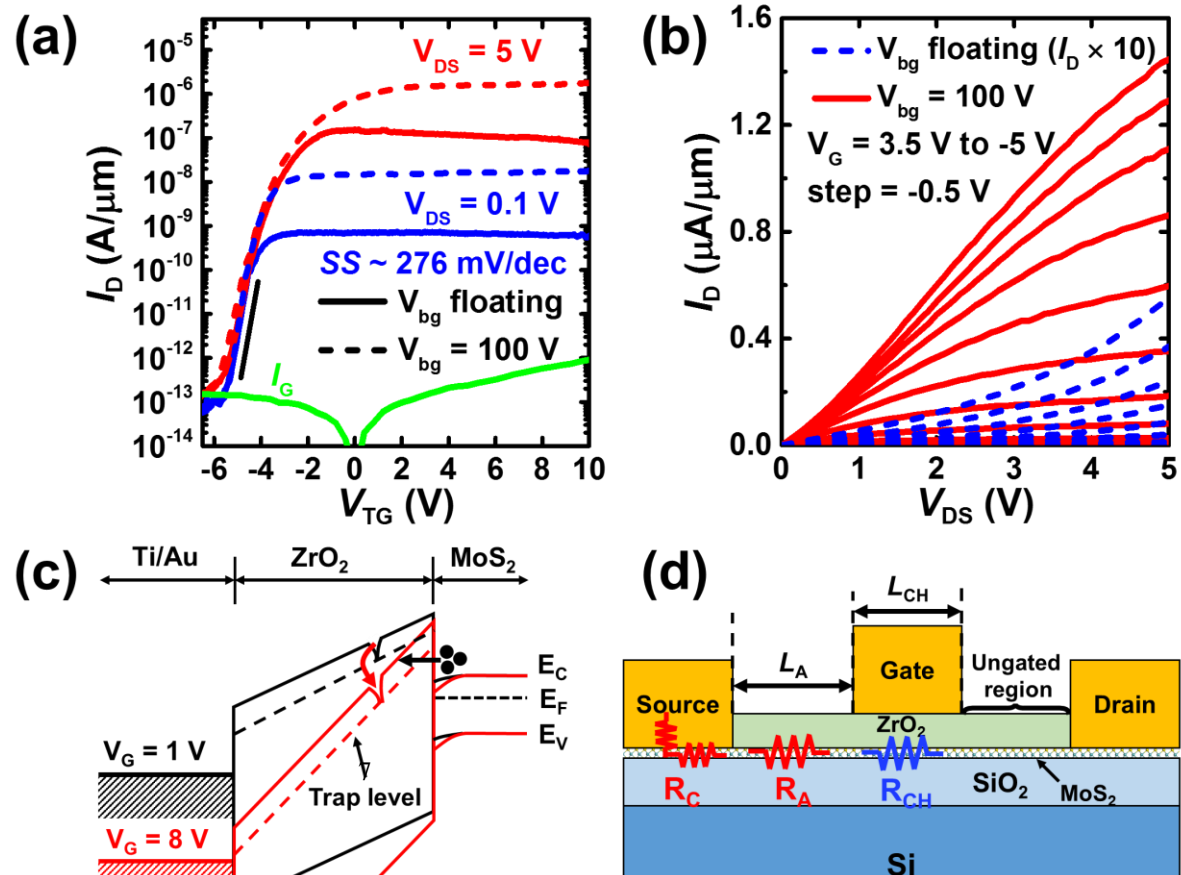 (a)
10⁻⁵
10⁻⁶
10⁻⁷
10⁻⁸
10⁻⁹
10⁻¹⁰
10⁻¹¹
10⁻¹²
10⁻¹³
10⁻¹⁴
I_D (A/μm)
V_DS = 5 V
V_DS = 0.1 V
SS ~ 276 mV/dec
V_bg floating
V_bg = 100 V
I_G
-6 -4 -2 0 2 4 6 8 10
V_TG (V)
(b)
1.6
1.2
0.8
0.4
0.0
I_D (μA/μm)
V_bg floating (I_D × 10)
V_bg = 100 V
V_G = 3.5 V to -5 V
step = -0.5 V
0 1 2 3 4 5
V_DS (V)
(c)
Ti/Au ZrO₂ MoS₂
E_C
E_F
E_V
V_G = 1 V
Trap level
V_G = 8 V
(d)
L_CH
L_A
Gate
Ungated
region
Source
Drain
ZrO₂
R_C R_A R_CH
SiO₂
MoS₂
Si